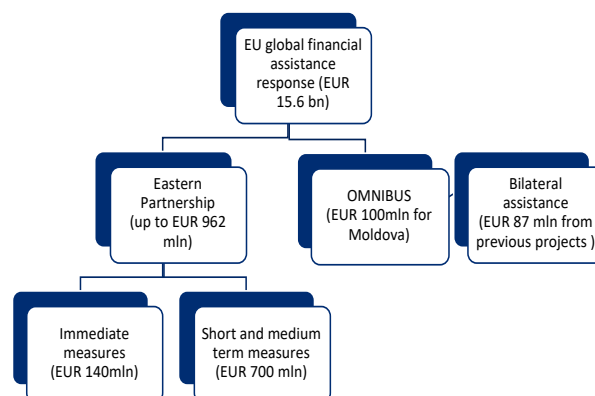 EU global financial
assistance
response (EUR
15.6 bn)
Eastern
Partnership
(up to EUR 962
mln)
OMNIBUS
(EUR 100mln for
Moldova)
Bilateral
assistance
(EUR 87 mln from
previous projects )
Immediate
measures
(EUR 140mln)
Short and medium
term measures
(EUR 700 mln)